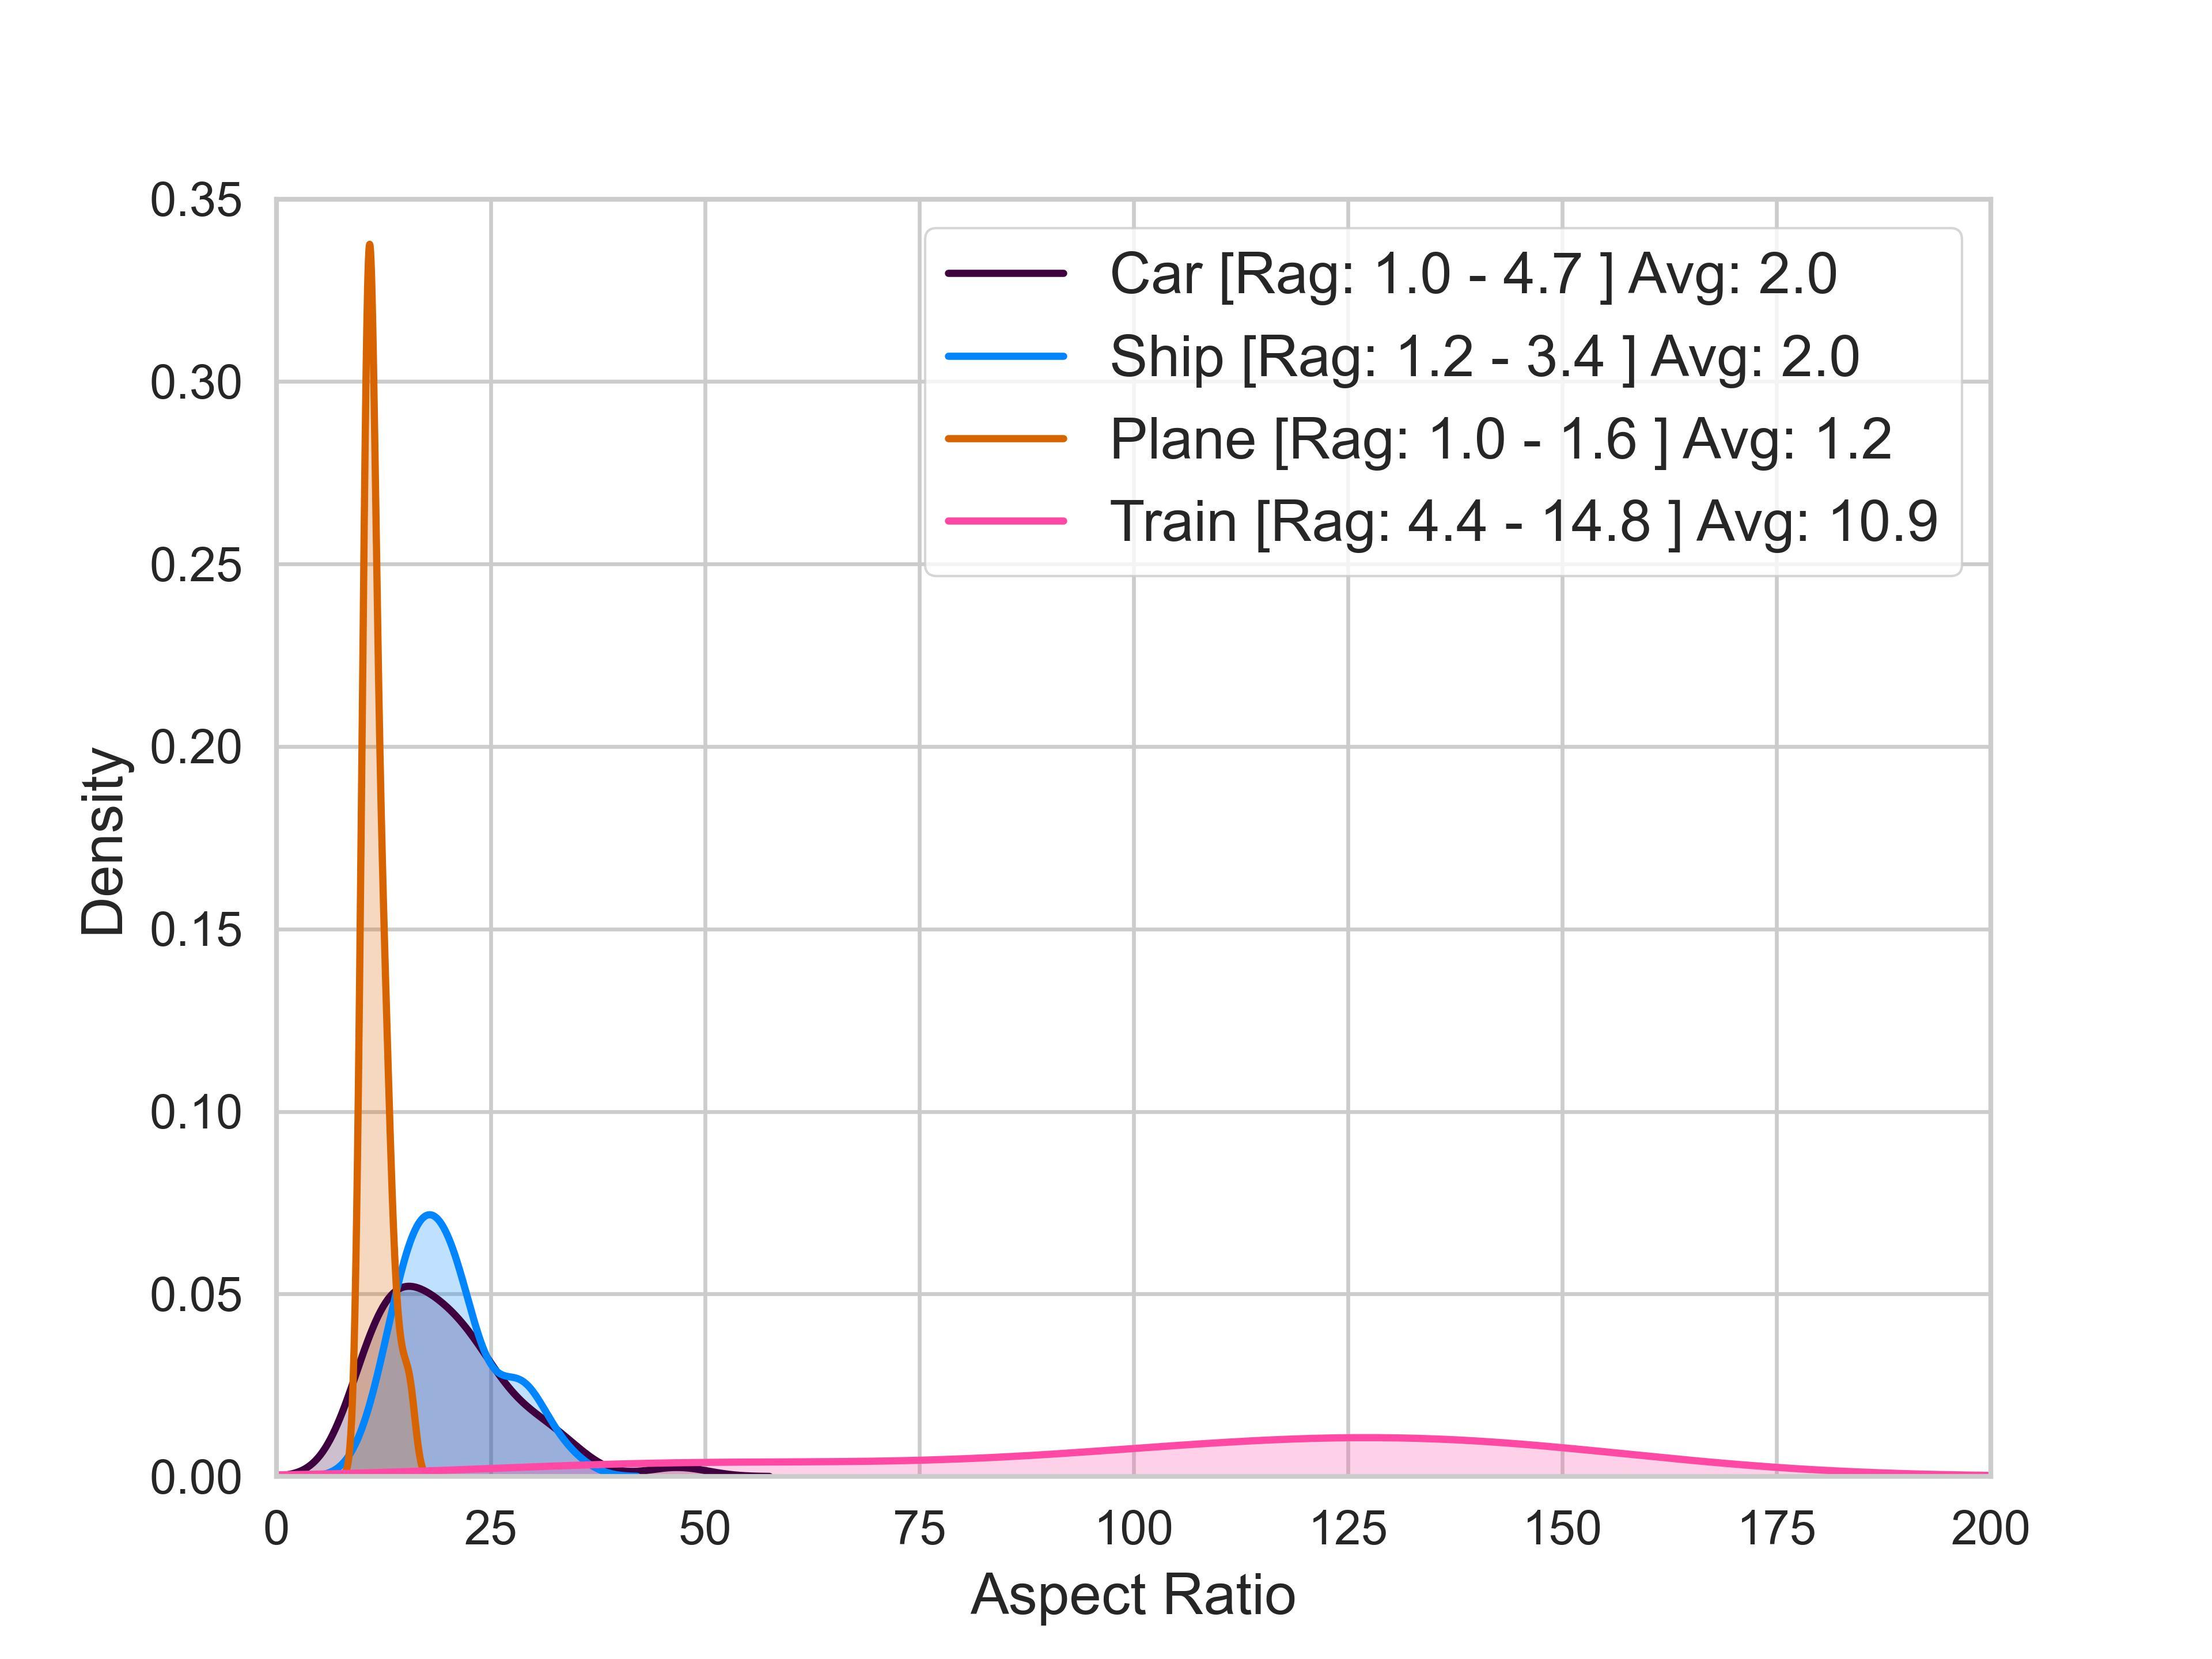 0.35
0.30
0.25
0.20
0.15
0.10
0.05
0.00
Density
Car [Rag: 1.0 - 4.7 ] Avg: 2.0
Ship [Rag: 1.2 - 3.4 ] Avg: 2.0
Plane [Rag: 1.0 - 1.6 ] Avg: 1.2
Train [Rag: 4.4 - 14.8 ] Avg: 10.9
0 25 50 75 100 125 150 175 200
Aspect Ratio